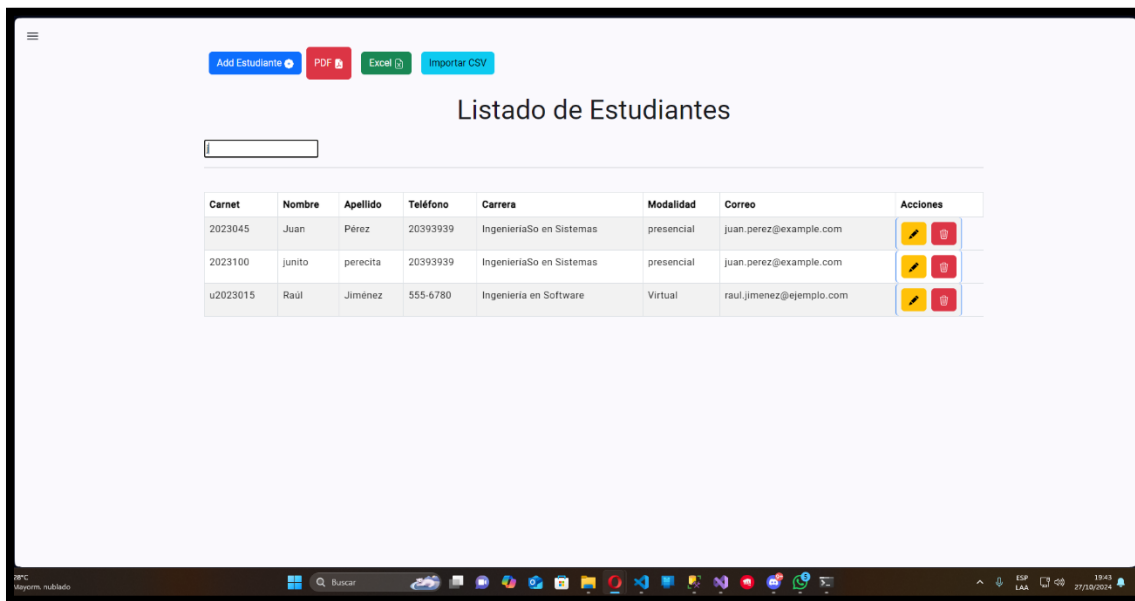 Add Estudiante PDF Excel Importar CSV
Listado de Estudiantes
j
Carnet Nombre Apellido Teléfono Carrera Modalidad Correo Acciones
2023045 Juan Pérez 20393939 IngenieríaSo en Sistemas presencial juan.perez@example.com
2023100 junito perecita 20393939 IngenieríaSo en Sistemas presencial juan.perez@example.com
u2023015 Raúl Jiménez 555-6780 Ingeniería en Software Virtual raul.jimenez@ejemplo.com
28°C
Mayorm. nublado
Buscar
ESP
LAA
19:43
27/10/2024